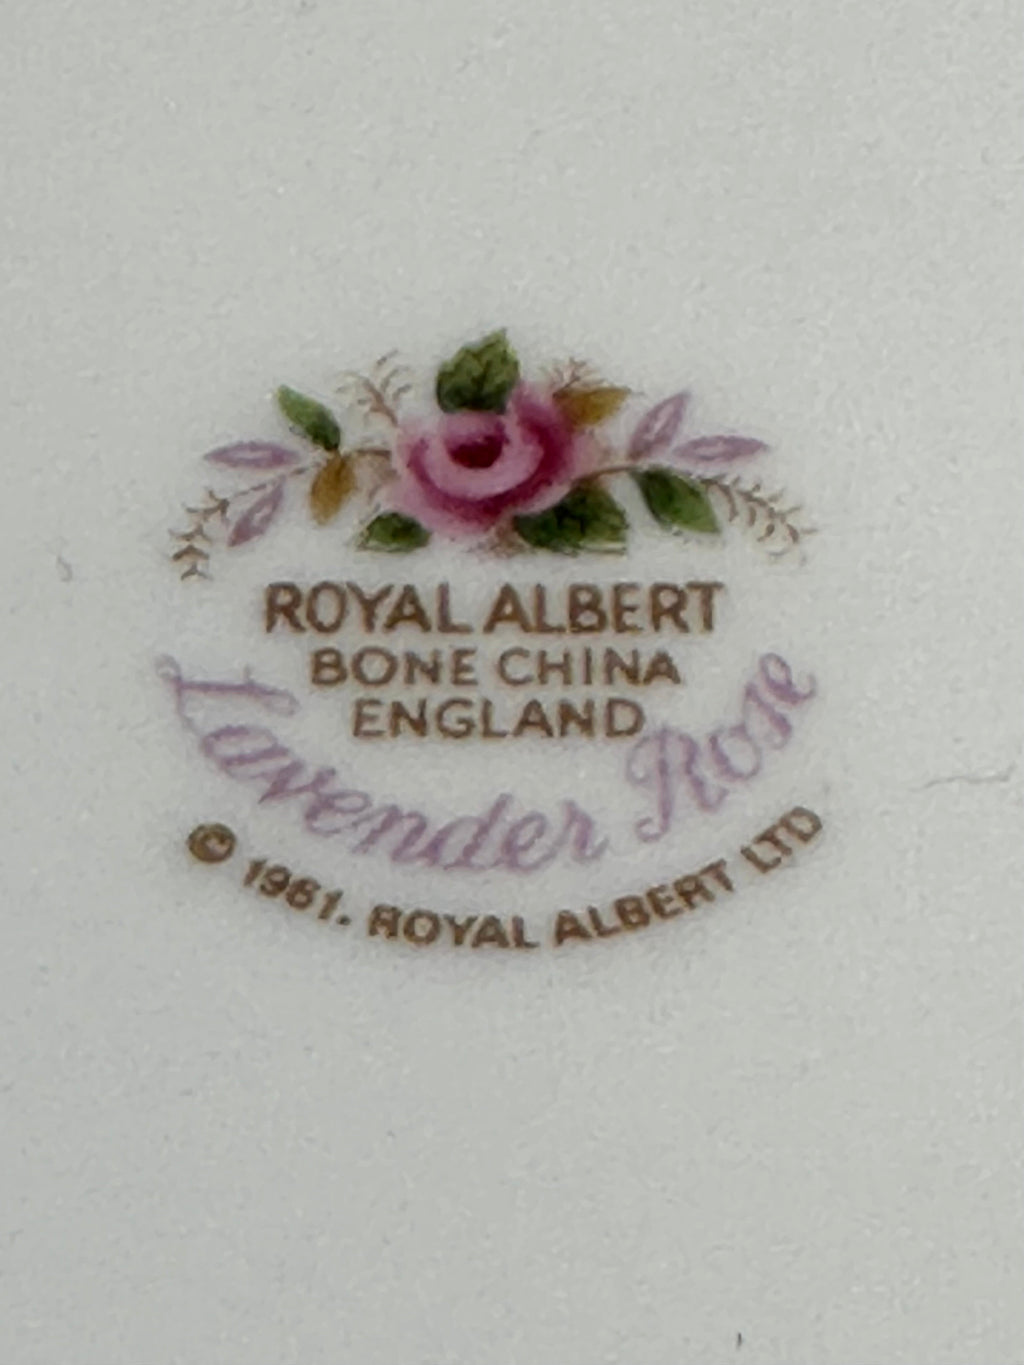 ROYAL ALBERT
BONE CHINA
ENGLAND
Lavender Rose
© 1961. ROYAL ALBERT LTD